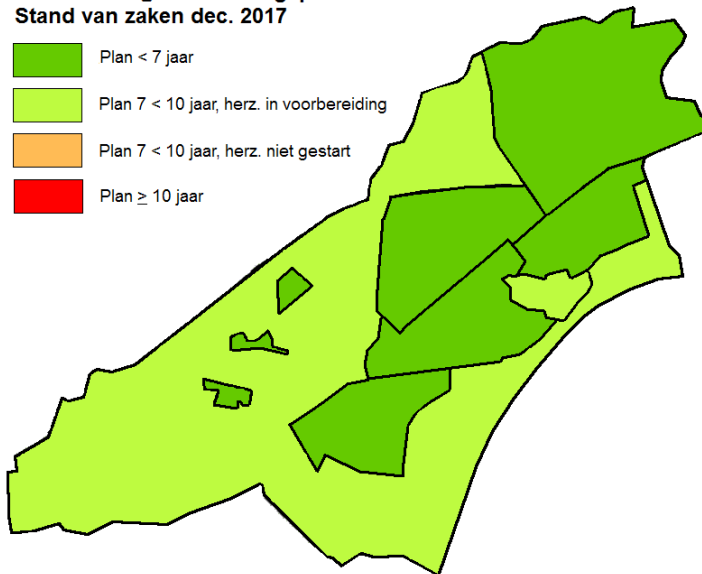 Stand van zaken dec. 2017
Plan < 7 jaar
Plan 7 < 10 jaar, herz. in voorbereiding
Plan 7 < 10 jaar, herz. niet gestart
Plan ≥ 10 jaar